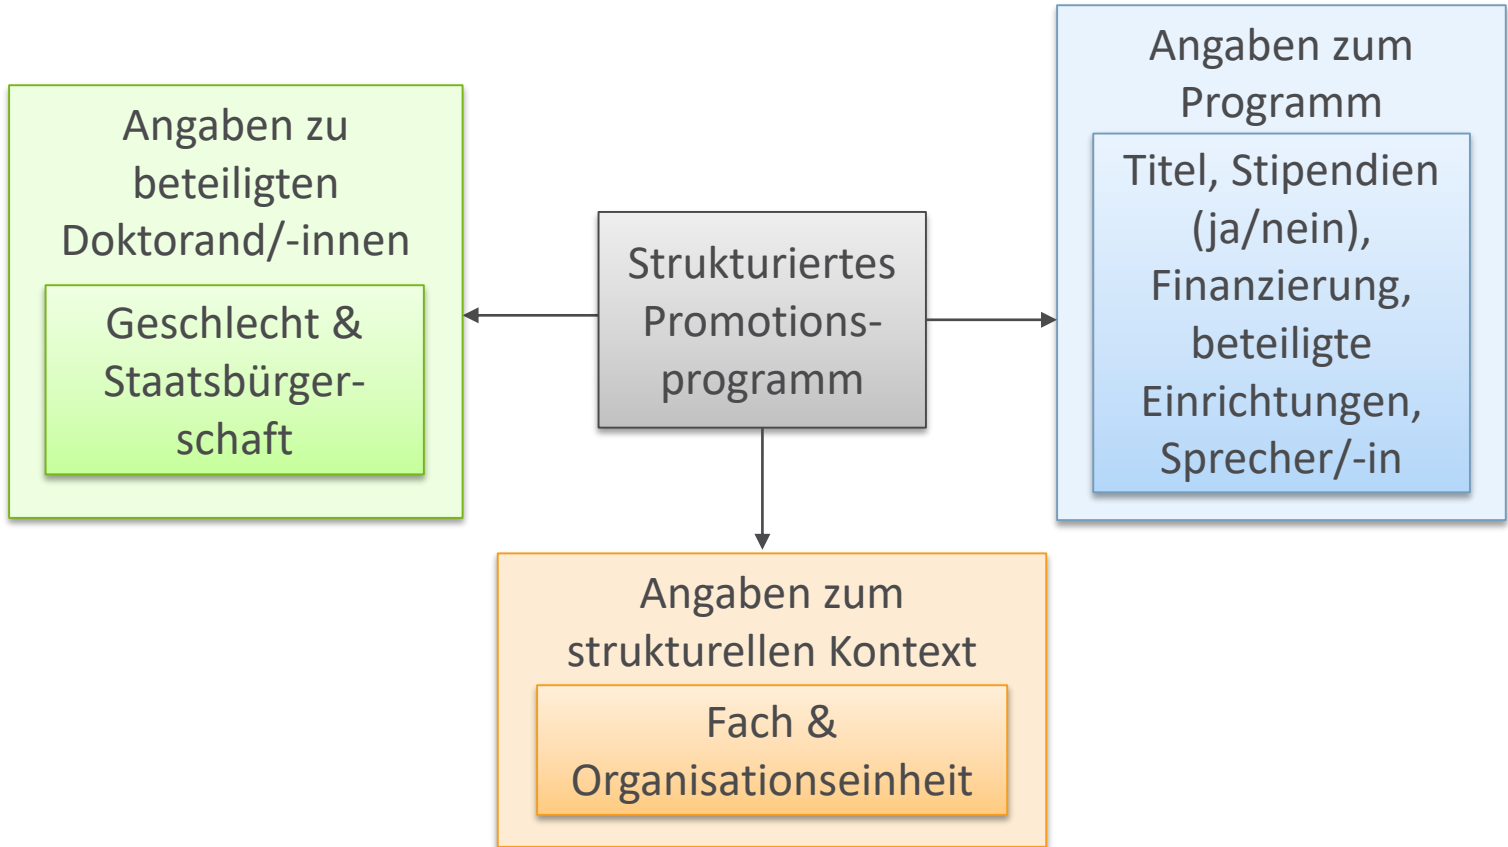 Angaben zu
beteiligten
Doktorand/-innen
Geschlecht &
Staatsbürger-
schaft
Strukturiertes
Promotions-
programm
Angaben zum
Programm
Titel, Stipendien
(ja/nein),
Finanzierung,
beteiligte
Einrichtungen,
Sprecher/-in
Angaben zum
strukturellen Kontext
Fach &
Organisationseinheit